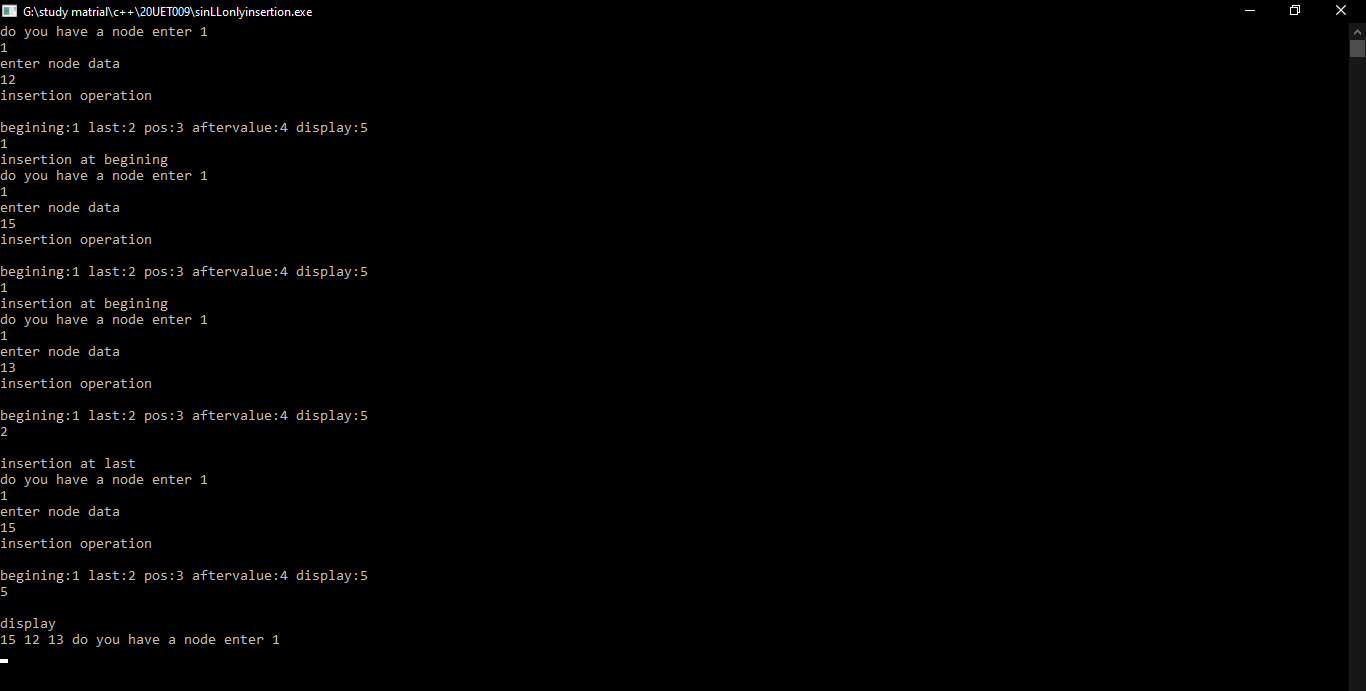 G:\study matrial\c++\20UET009\sinLLonlyinsertion.exe
do you have a node enter 1
1
enter node data
12
insertion operation
begining:1 last:2 pos:3 aftervalue:4 display:5
1
insertion at begining
do you have a node enter 1
1
enter node data
15
insertion operation
begining:1 last:2 pos:3 aftervalue:4 display:5
1
insertion at begining
do you have a node enter 1
1
enter node data
13
insertion operation
begining:1 last:2 pos:3 aftervalue:4 display:5
2
insertion at last
do you have a node enter 1
1
enter node data
15
insertion operation
begining:1 last:2 pos:3 aftervalue:4 display:5
5
display
15 12 13 do you have a node enter 1